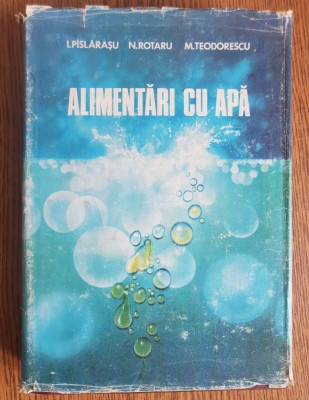 I.PÎSLĂRAŞU N.ROTARU M.TEODORESCU
ALIMENTĂRI CU APĂ